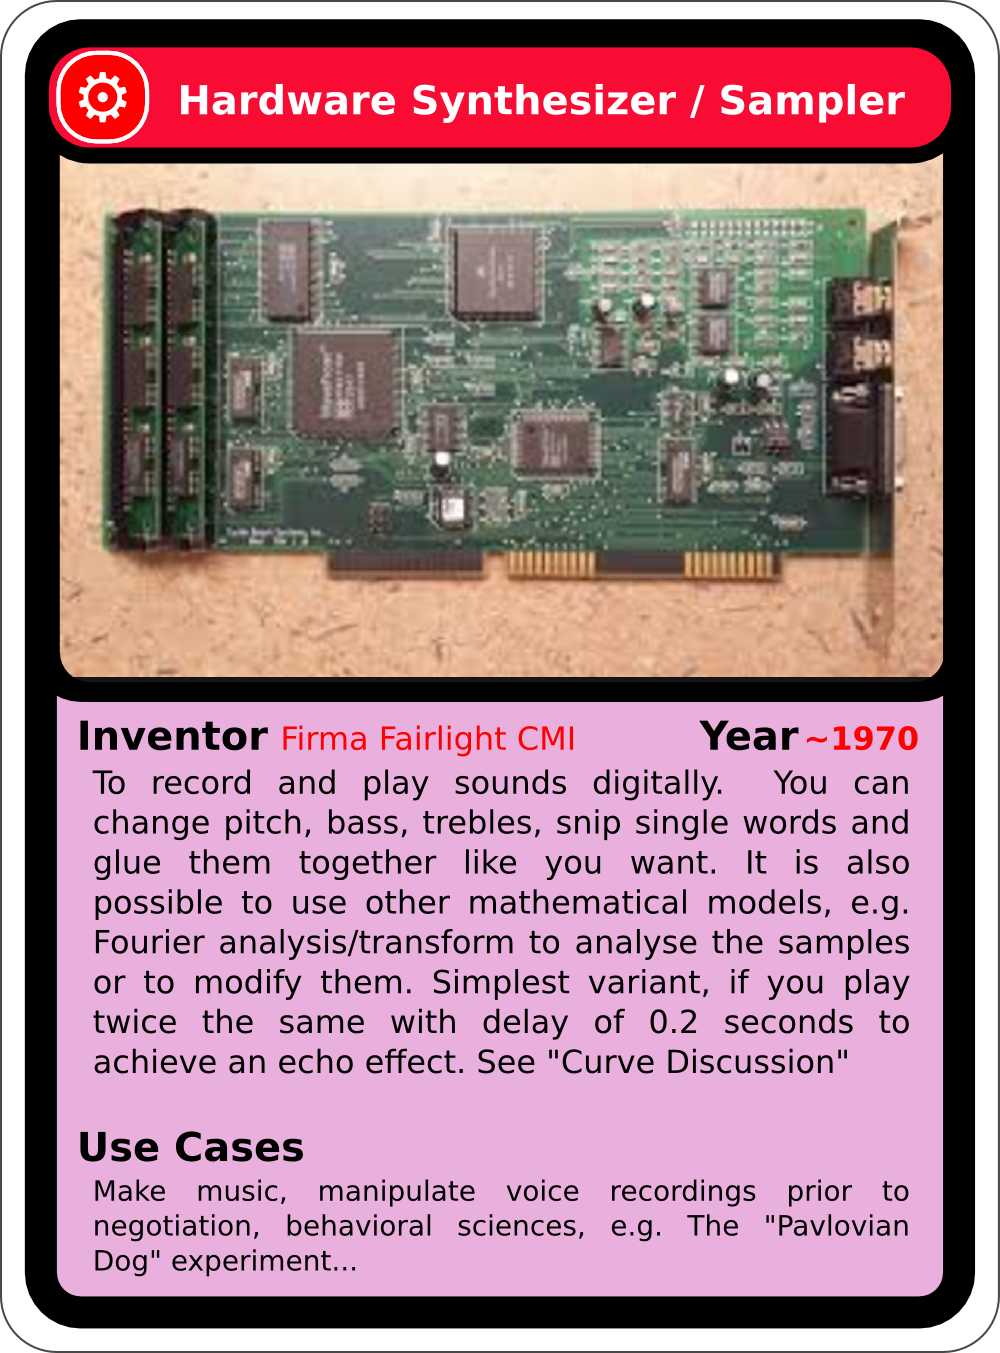 Hardware Synthesizer / Sampler
Inventor Firma Fairlight CMI Year ~1970
To record and play sounds digitally. You can
change pitch, bass, trebles, snip single words and
glue them together like you want. It is also
possible to use other mathematical models, e.g.
Fourier analysis/transform to analyse the samples
or to modify them. Simplest variant, if you play
twice the same with delay of 0.2 seconds to
achieve an echo effect. See "Curve Discussion"
Use Cases
Make music, manipulate voice recordings prior to
negotiation, behavioral sciences, e.g. The "Pavlovian
Dog" experiment...